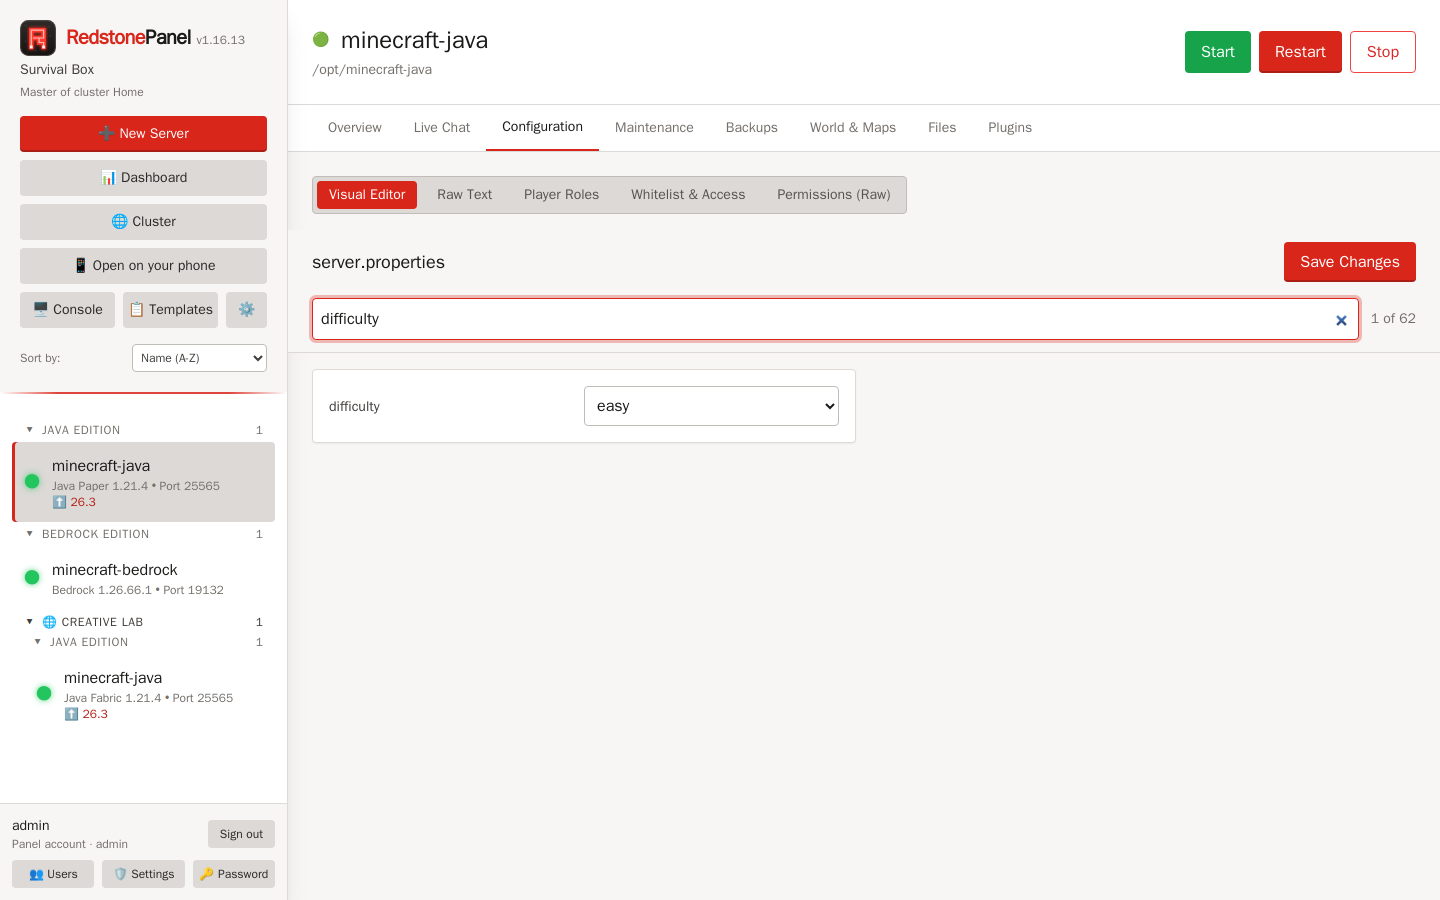 RedstonePanel v1.16.13
Survival Box
Master of cluster Home
➕ New Server
📊 Dashboard
🌐 Cluster
📱 Open on your phone
🖥️ Console
📋 Templates
⚙️
Sort by:
Name (A-Z)
▼ JAVA EDITION 1
minecraft-java
Java Paper 1.21.4 • Port 25565
⬆️ 26.3
▼ BEDROCK EDITION 1
minecraft-bedrock
Bedrock 1.26.66.1 • Port 19132
▼ 🌐 CREATIVE LAB 1
▼ JAVA EDITION 1
minecraft-java
Java Fabric 1.21.4 • Port 25565
⬆️ 26.3
admin
Panel account · admin
Sign out
👥 Users
🛡️ Settings
🔑 Password
minecraft-java
/opt/minecraft-java
Start
Restart
Stop
Overview
Live Chat
Configuration
Maintenance
Backups
World & Maps
Files
Plugins
Visual Editor
Raw Text
Player Roles
Whitelist & Access
Permissions (Raw)
server.properties
Save Changes
difficulty
1 of 62
difficulty
easy